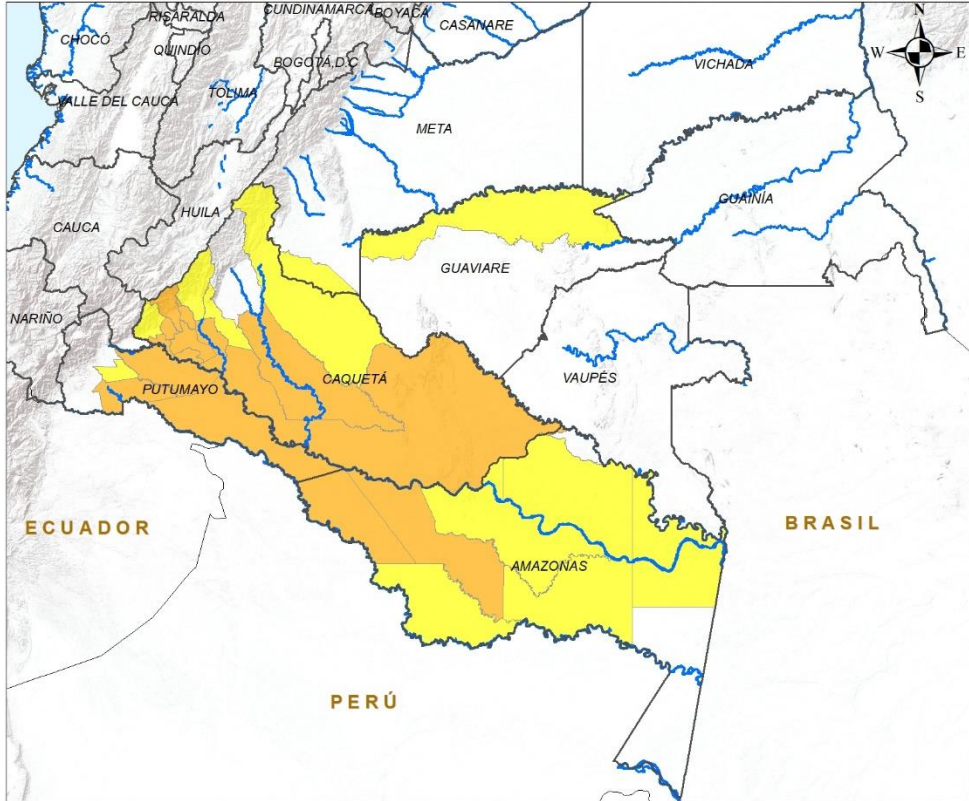 CUNDINAMARCA
BOYACÁ
RISARALDA
CASANARE
N
CHOCÓ
QUINDÍO
BOGOTÁ, D.C
W
E
VICHADA
S
VALLE DEL CAUCA
TOLIMA
META
HUILA
GUAINÍA
CAUCA
GUAVIARE
NARIÑO
CAQUETÁ
VAUPÉS
PUTUMAYO
ECUADOR
BRASIL
AMAZONAS
PERÚ